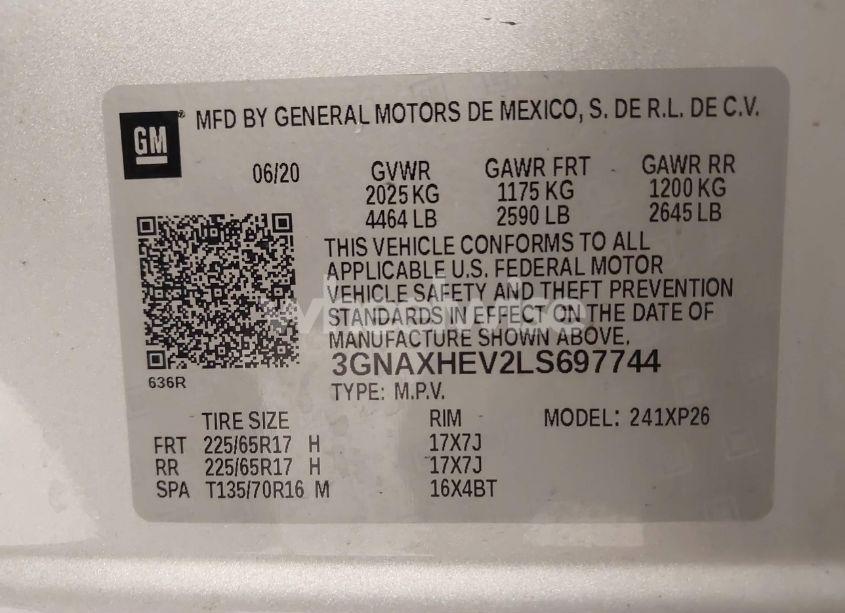 GM
® MFD BY GENERAL MOTORS DE MEXICO, S. DE R.L. DE C.V.
06/20 GVWR GAWR FRT GAWR RR
2025 KG 1175 KG 1200 KG
4464 LB 2590 LB 2645 LB
THIS VEHICLE CONFORMS TO ALL
APPLICABLE U.S. FEDERAL MOTOR
VEHICLE SAFETY AND THEFT PREVENTION
STANDARDS IN EFFECT ON THE DATE OF
MANUFACTURE SHOWN ABOVE.
3GNAXHEV2LS697744
636R
TYPE: M.P.V.
TIRE SIZE RIM MODEL: 241XP26
FRT 225/65R17 H 17X7J
RR 225/65R17 H 17X7J
SPA T135/70R16 M 16X4BT